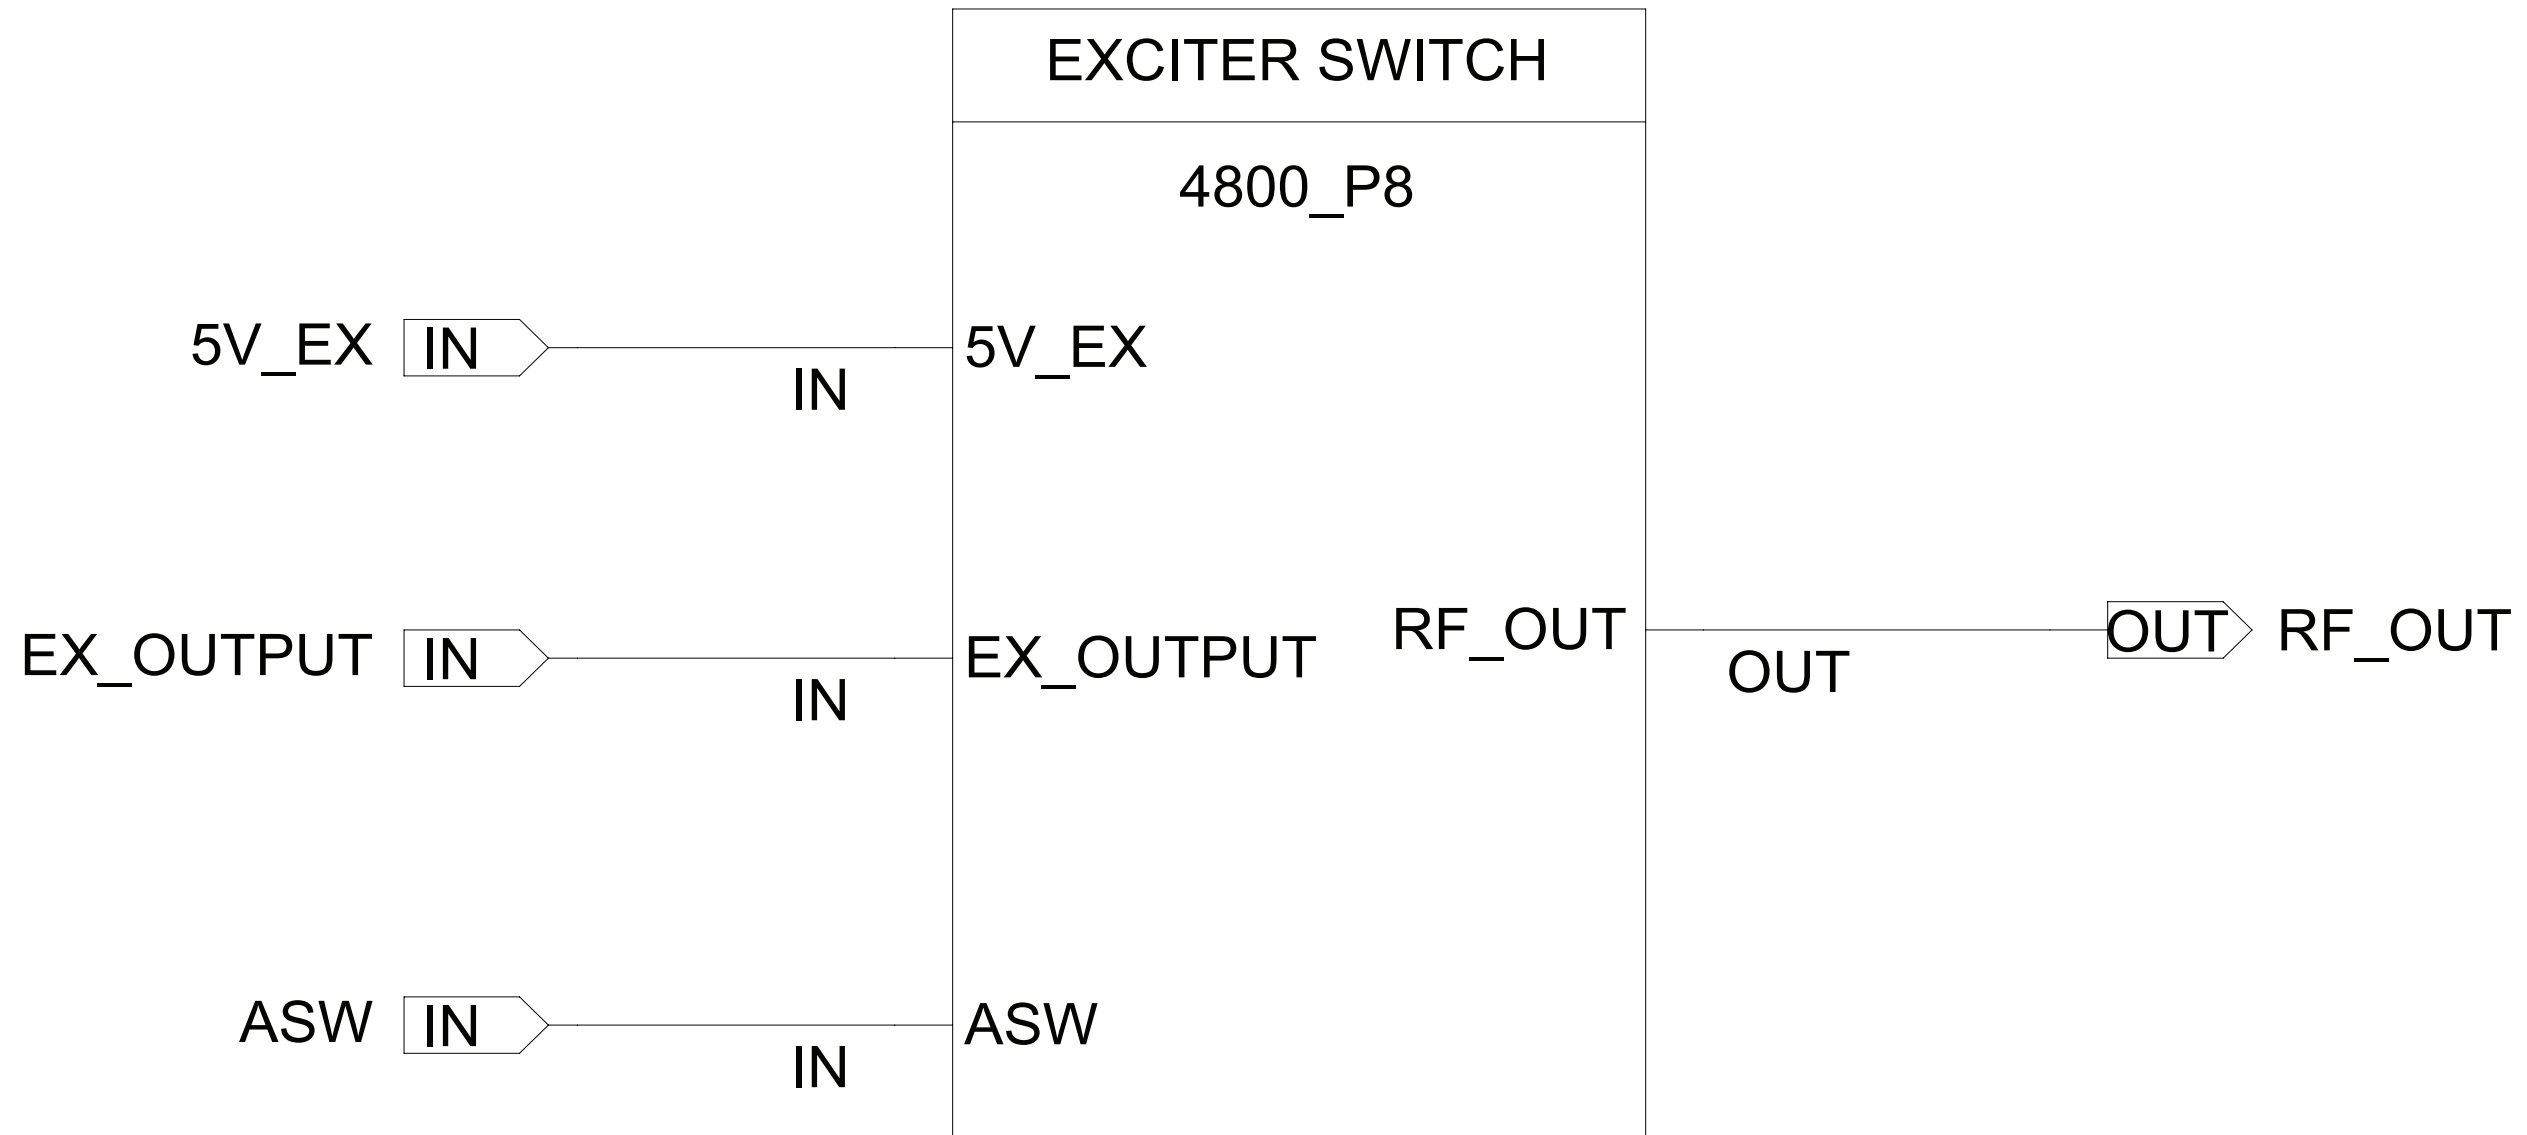 EXCITER SWITCH
4800_P8
5V_EX IN IN 5V_EX
EX_OUTPUT IN IN EX_OUTPUT RF_OUT OUT OUT RF_OUT
ASW IN IN ASW